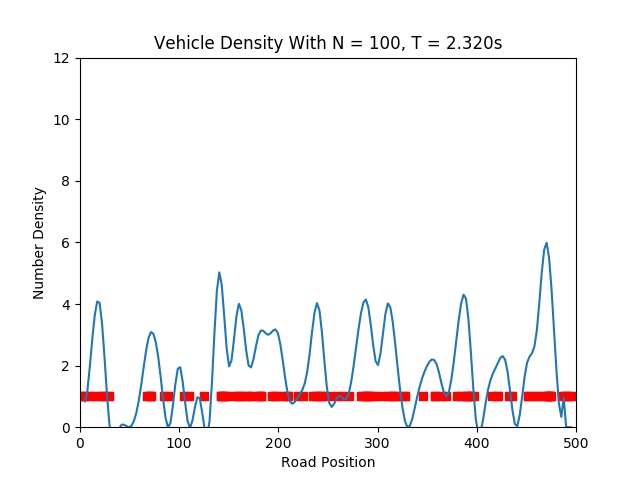 Vehicle Density With N = 100, T = 2.320s
12
10
8
6
4
2
0
Number Density
0 100 200 300 400 500
Road Position